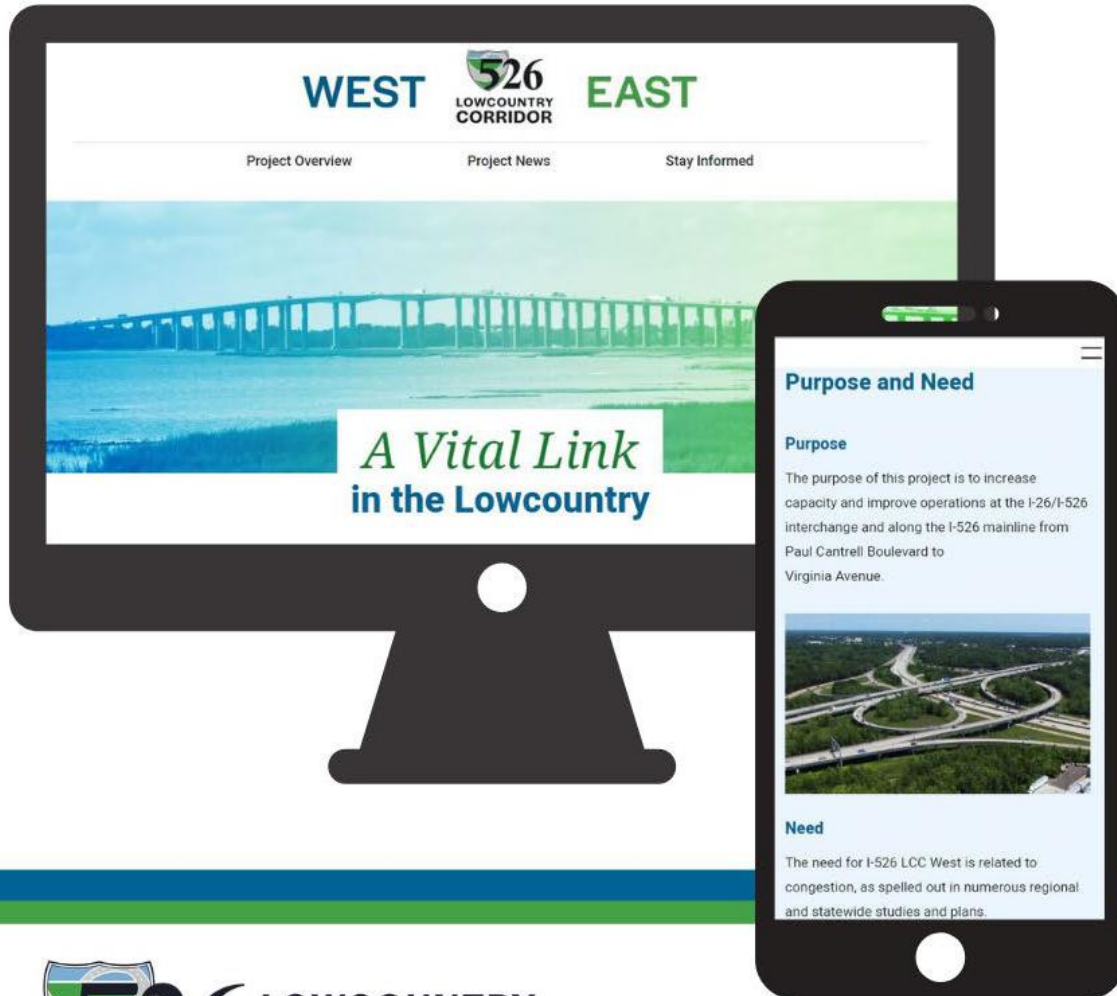 WEST 526 EAST
LOWCOUNTRY
CORRIDOR
Project Overview Project News Stay Informed
A Vital Link
in the Lowcountry
Purpose and Need
Purpose
The purpose of this project is to increase
capacity and improve operations at the I-26/I-526
interchange and along the I-526 mainline from
Paul Cantrell Boulevard to
Virginia Avenue.
Need
The need for I-526 LCC West is related to
congestion, as spelled out in numerous regional
and statewide studies and plans.
526 LOWCOUNTRY